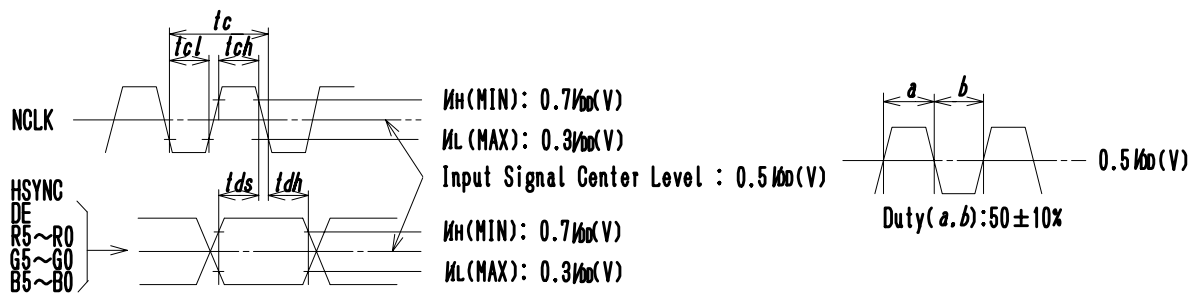 tc
tcl tch
NCLK
VIH(MIN): 0.7VDD(V)
VIL(MAX): 0.3VDD(V)
Input Signal Center Level : 0.5VDD(V)
tds tdh
HSYNC
DE
R5~R0
G5~G0
B5~B0
VIH(MIN): 0.7VDD(V)
VIL(MAX): 0.3VDD(V)
a b
0.5VDD(V)
Duty(a.b):50±10%